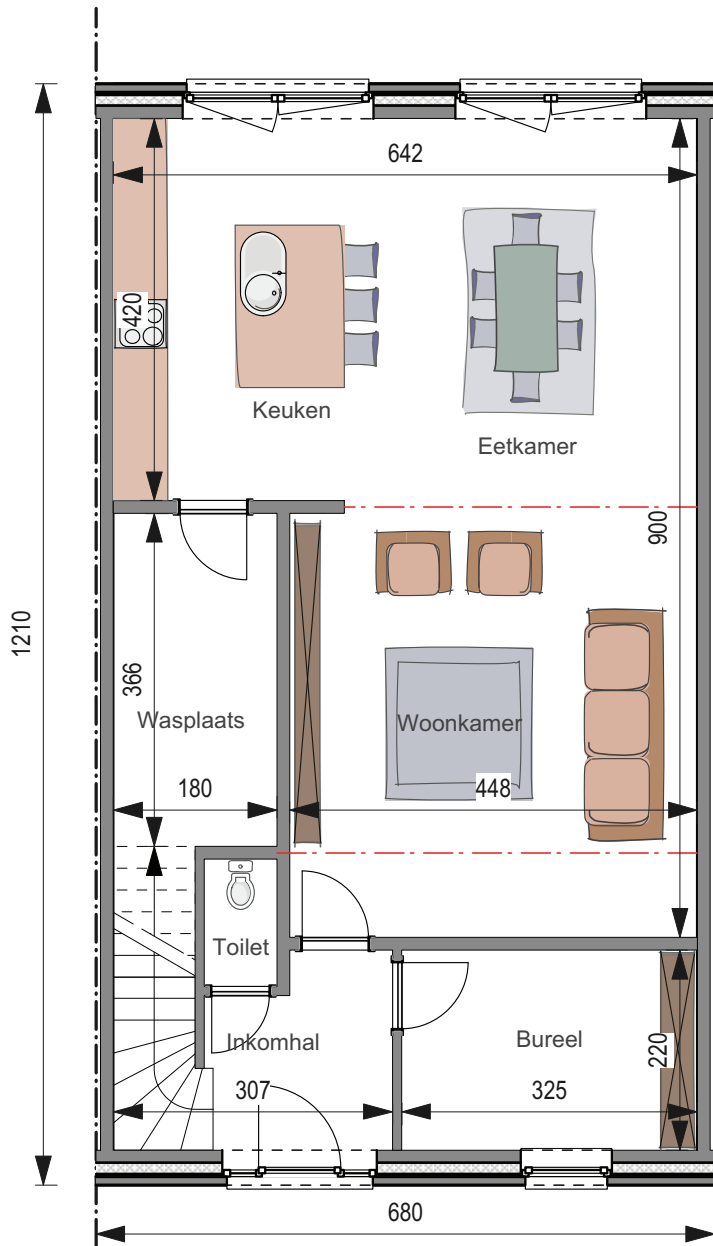 642
420
Keuken
Eetkamer
900
1210
366
Wasplaats
Woonkamer
180
448
Toilet
Inkomhal
Bureel
220
307
325
680